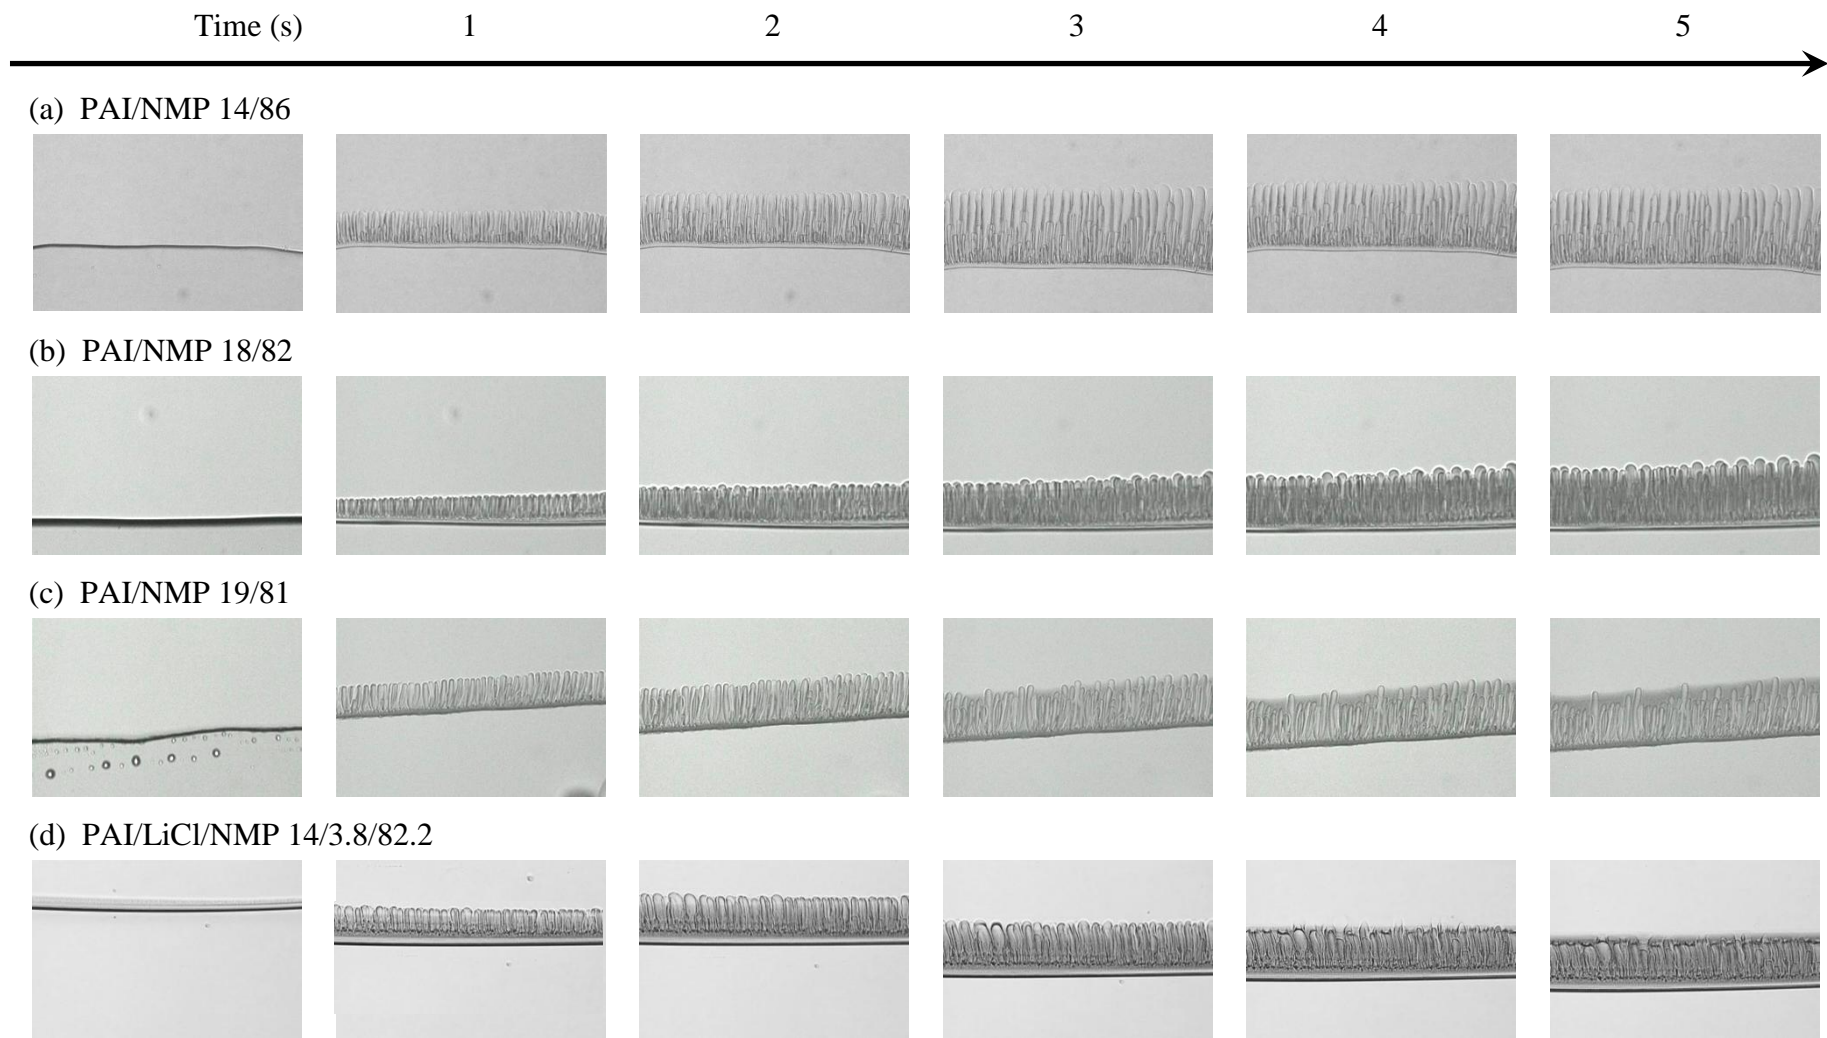 Time (s) 1 2 3 4 5
(a) PAI/NMP 14/86
(b) PAI/NMP 18/82
(c) PAI/NMP 19/81
(d) PAI/LiCl/NMP 14/3.8/82.2